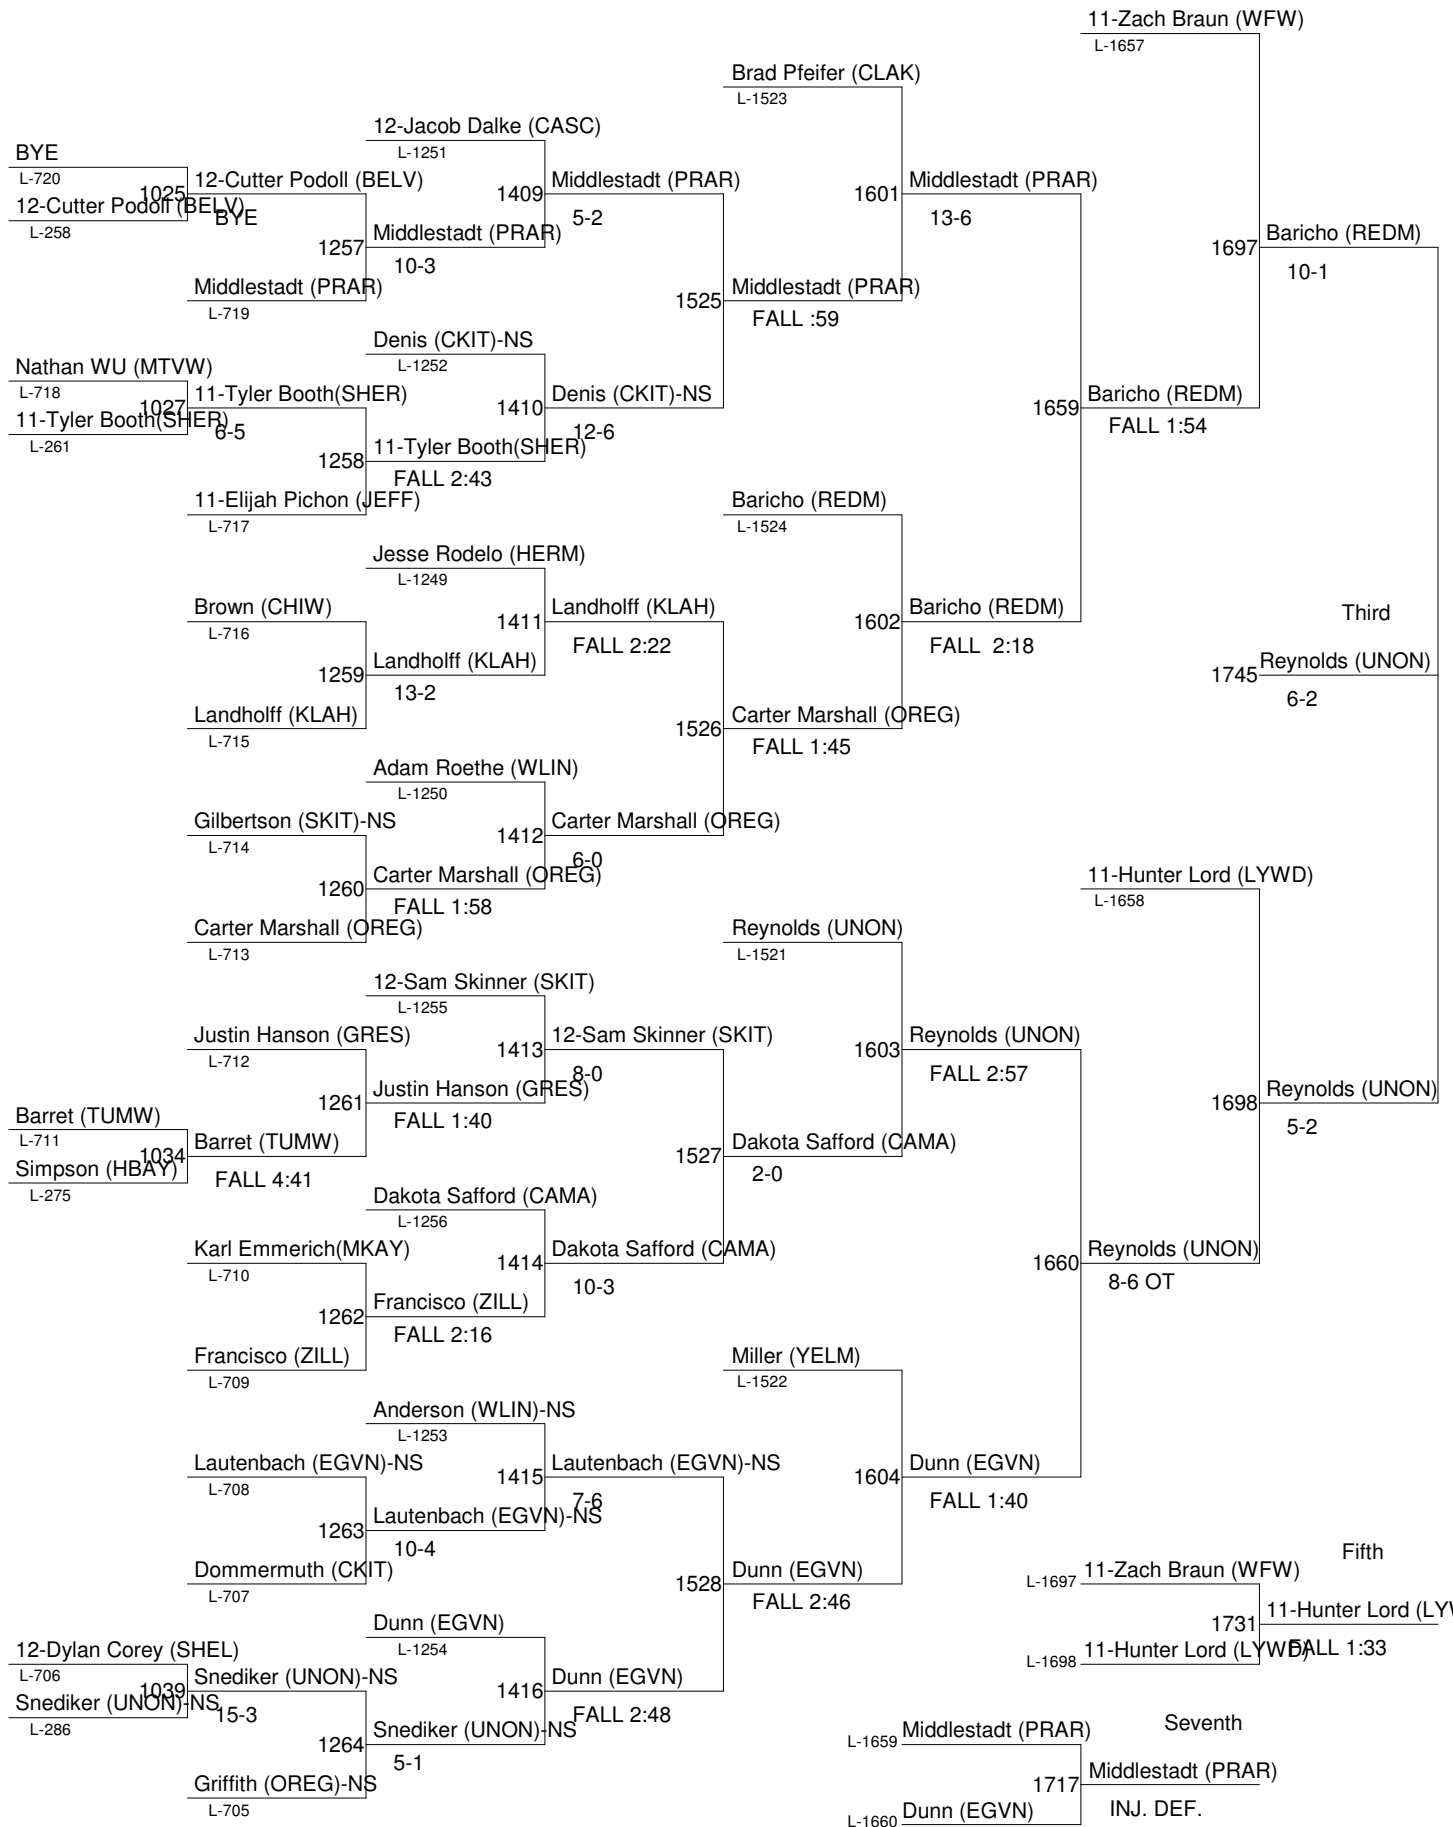 11-Zach Braun (WFW)
L-1657
Brad Pfeifer (CLAK)
L-1523
12-Jacob Dalke (CASC)
L-1251
BYE
L-720
1025
12-Cutter Podoll (BELV)
BYE
12-Cutter Podoll (BELV)
L-258
1409
Middlestadt (PRAR)
5-2
1601
Middlestadt (PRAR)
13-6
1257
Middlestadt (PRAR)
10-3
1697
Baricho (REDM)
10-1
Middlestadt (PRAR)
L-719
1525
Middlestadt (PRAR)
FALL :59
Denis (CKIT)-NS
L-1252
Nathan WU (MTVW)
L-718
1027
11-Tyler Booth(SHER)
6-5
11-Tyler Booth(SHER)
L-261
1410
Denis (CKIT)-NS
12-6
1659
Baricho (REDM)
FALL 1:54
1258
11-Tyler Booth(SHER)
FALL 2:43
11-Elijah Pichon (JEFF)
L-717
Baricho (REDM)
L-1524
Jesse Rodelo (HERM)
L-1249
Brown (CHIW)
L-716
1411
Landholff (KLAH)
FALL 2:22
1602
Baricho (REDM)
FALL  2:18
Third
1259
Landholff (KLAH)
13-2
1745
Reynolds (UNON)
6-2
Landholff (KLAH)
L-715
1526
Carter Marshall (OREG)
FALL 1:45
Adam Roethe (WLIN)
L-1250
Gilbertson (SKIT)-NS
L-714
1412
Carter Marshall (OREG)
6-0
1260
Carter Marshall (OREG)
FALL 1:58
11-Hunter Lord (LYWD)
L-1658
Carter Marshall (OREG)
L-713
Reynolds (UNON)
L-1521
12-Sam Skinner (SKIT)
L-1255
Justin Hanson (GRES)
L-712
1413
12-Sam Skinner (SKIT)
8-0
1603
Reynolds (UNON)
FALL 2:57
1261
Justin Hanson (GRES)
FALL 1:40
1698
Reynolds (UNON)
5-2
Barret (TUMW)
L-711
1034
Barret (TUMW)
FALL 4:41
Simpson (HBAY)
L-275
1527
Dakota Safford (CAMA)
2-0
Dakota Safford (CAMA)
L-1256
Karl Emmerich(MKAY)
L-710
1414
Dakota Safford (CAMA)
10-3
1660
Reynolds (UNON)
8-6 OT
1262
Francisco (ZILL)
FALL 2:16
Francisco (ZILL)
L-709
Miller (YELM)
L-1522
Anderson (WLIN)-NS
L-1253
Lautenbach (EGVN)-NS
L-708
1415
Lautenbach (EGVN)-NS
7-6
1604
Dunn (EGVN)
FALL 1:40
1263
Lautenbach (EGVN)-NS
10-4
Fifth
Dommermuth (CKIT)
L-707
1528
Dunn (EGVN)
FALL 2:46
L-1697
11-Zach Braun (WFW)
Dunn (EGVN)
L-1254
1731
11-Hunter Lord (LYW
FALL 1:33
L-1698
11-Hunter Lord (LYWD)
12-Dylan Corey (SHEL)
L-706
1039
Snediker (UNON)-NS
15-3
Snediker (UNON)-NS
L-286
1416
Dunn (EGVN)
FALL 2:48
1264
Snediker (UNON)-NS
5-1
Seventh
L-1659
Middlestadt (PRAR)
Griffith (OREG)-NS
L-705
1717
Middlestadt (PRAR)
INJ. DEF.
L-1660
Dunn (EGVN)